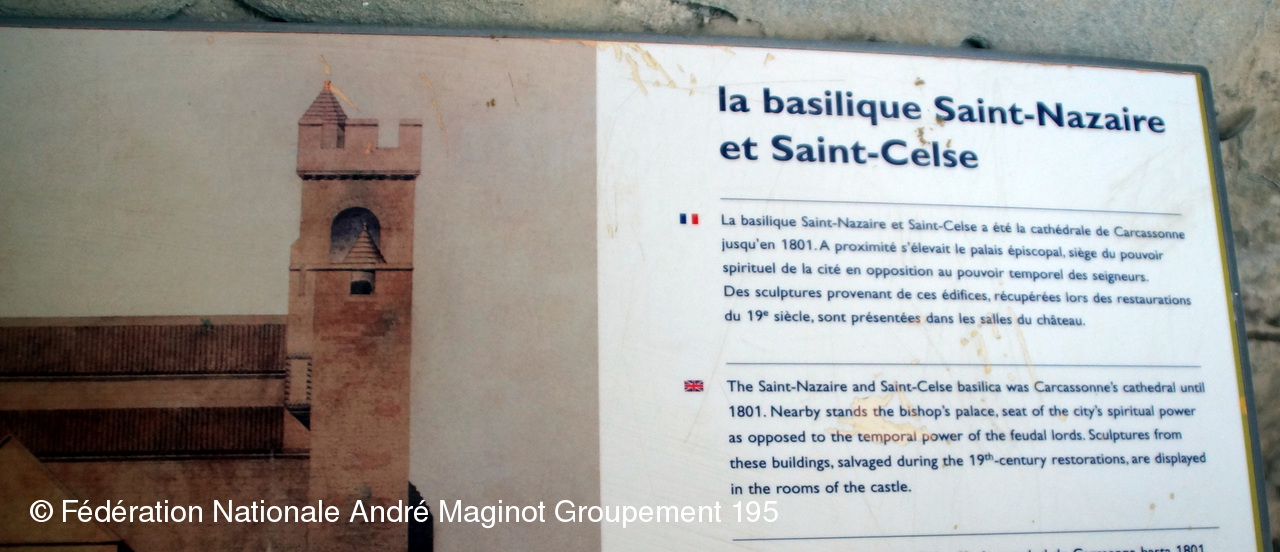 la basilique Saint-Nazaire
et Saint-Celse
La basilique Saint-Nazaire et Saint-Celse a été la cathédrale de Carcassonne
jusqu'en 1801. A proximité s'élevait le palais épiscopal, siège du pouvoir
spirituel de la cité en opposition au pouvoir temporel des seigneurs.
Des sculptures provenant de ces édifices, récupérées lors des restaurations
du 19e siècle, sont présentées dans les salles du château.
The Saint-Nazaire and Saint-Celse basilica was Carcassonne's cathedral until
1801. Nearby stands the bishop's palace, seat of the city's spiritual power
as opposed to the temporal power of the feudal lords. Sculptures from
these buildings, salvaged during the 19th-century restorations, are displayed
in the rooms of the castle.
hasta 1801
© Fédération Nationale André Maginot Groupement 195